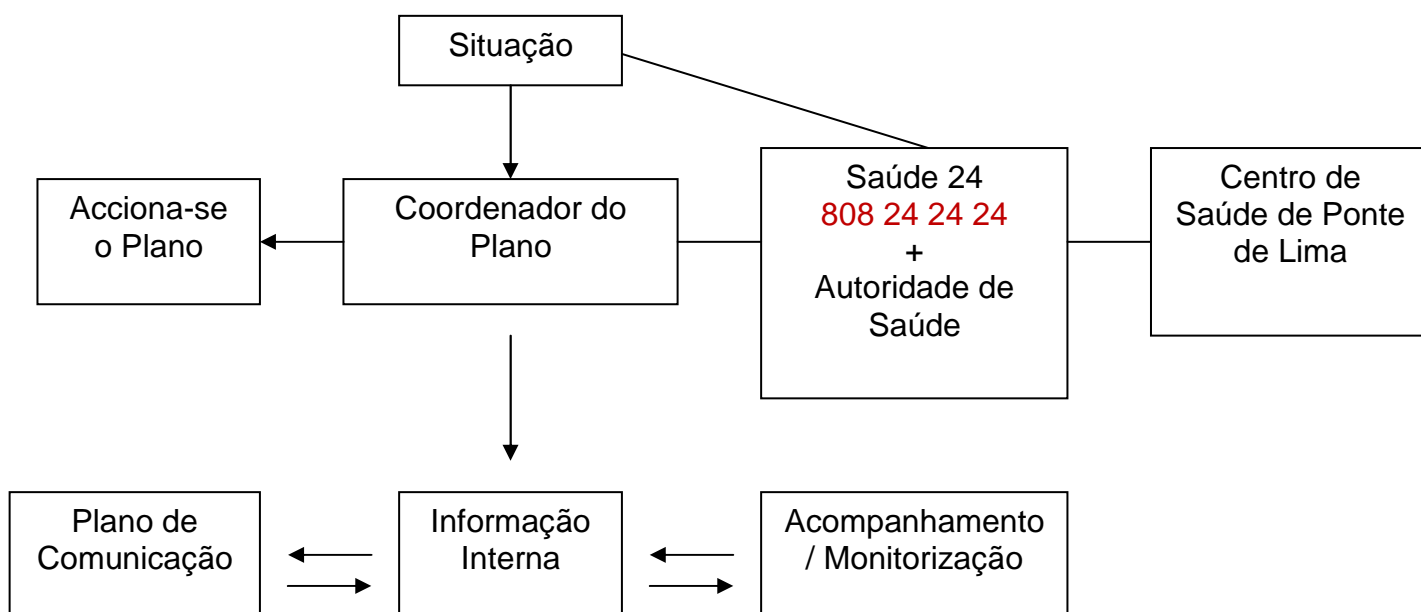 Situação
Acciona-se
o Plano
Coordenador do
Plano
Saúde 24
808 24 24 24
+
Autoridade de
Saúde
Centro de
Saúde de Ponte
de Lima
Plano de
Comunicação
Informação
Interna
Acompanhamento
/ Monitorização